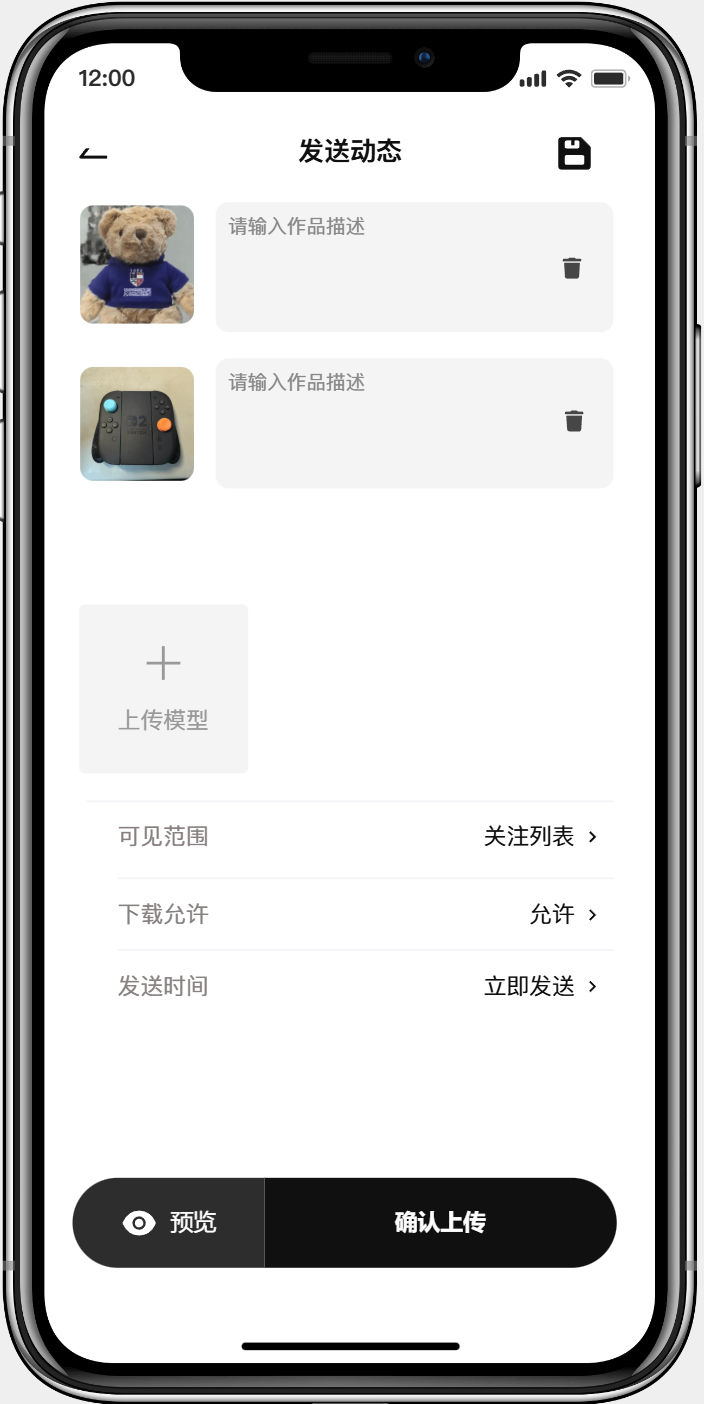 12:00
发送动态
请输入作品描述
请输入作品描述
2
上传模型
可见范围 关注列表
下载允许 允许
发送时间 立即发送
预览 确认上传